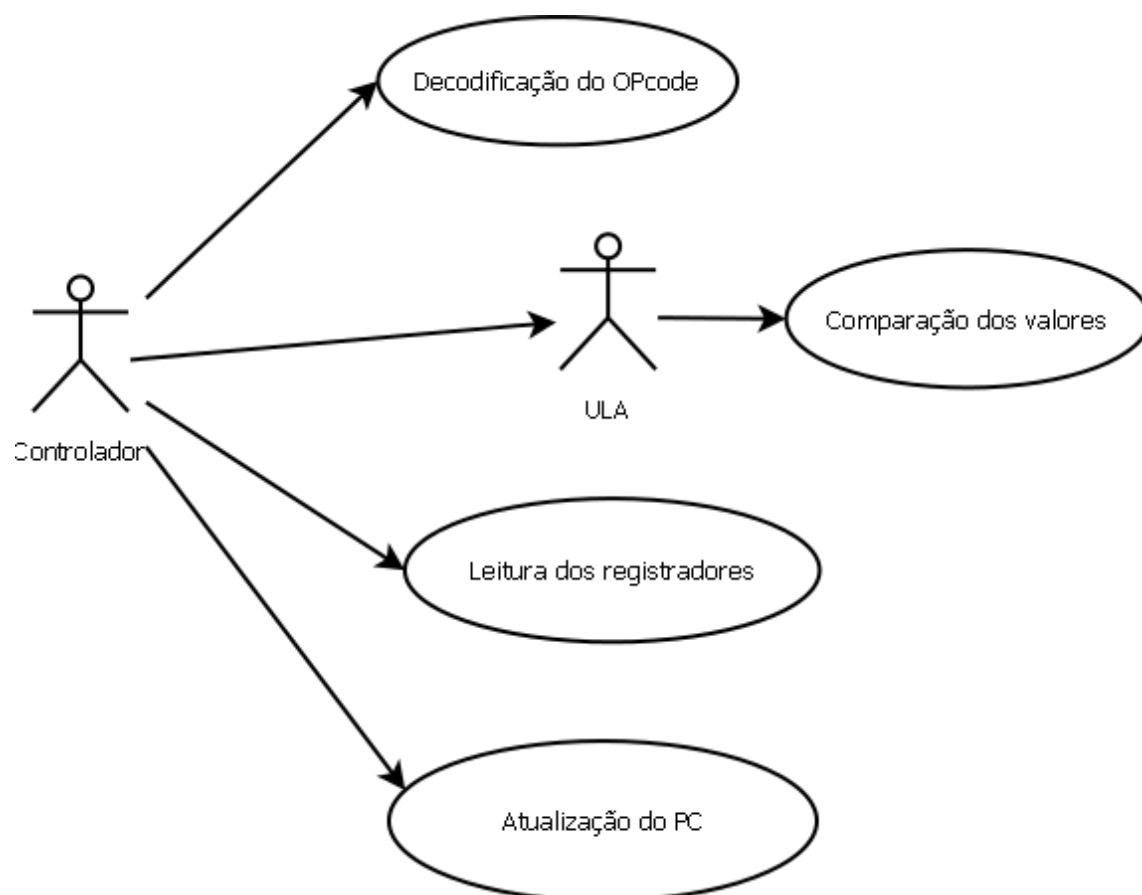 Decodificação do OPcode
Comparação dos valores
ULA
Controlador
Leitura dos registradores
Atualização do PC